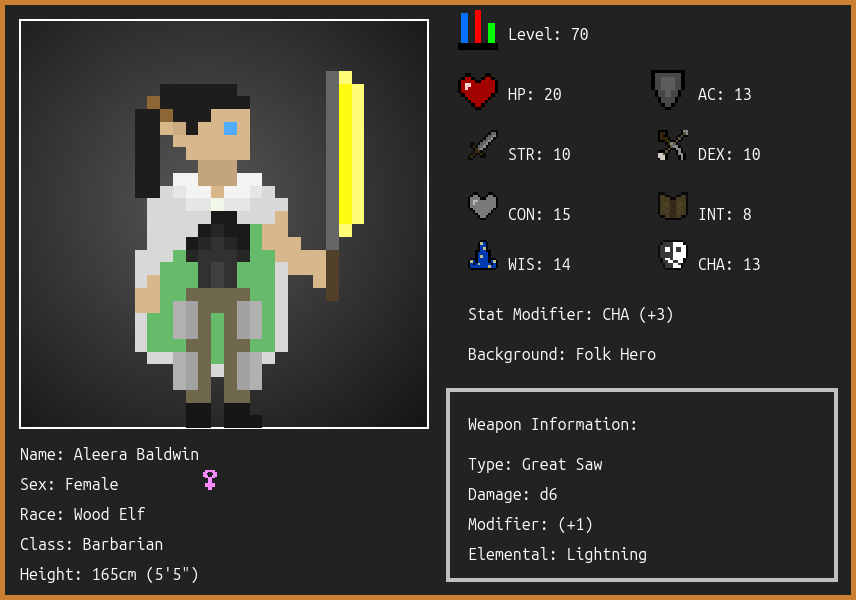 Level: 70
HP: 20
AC: 13
STR: 10
DEX: 10
CON: 15
INT: 8
WIS: 14
CHA: 13
Stat Modifier: CHA (+3)
Background: Folk Hero
Weapon Information:
Type: Great Saw
Damage: d6
Modifier: (+1)
Elemental: Lightning
Name: Aleera Baldwin
Sex: Female
Race: Wood Elf
Class: Barbarian
Height: 165cm (5'5")